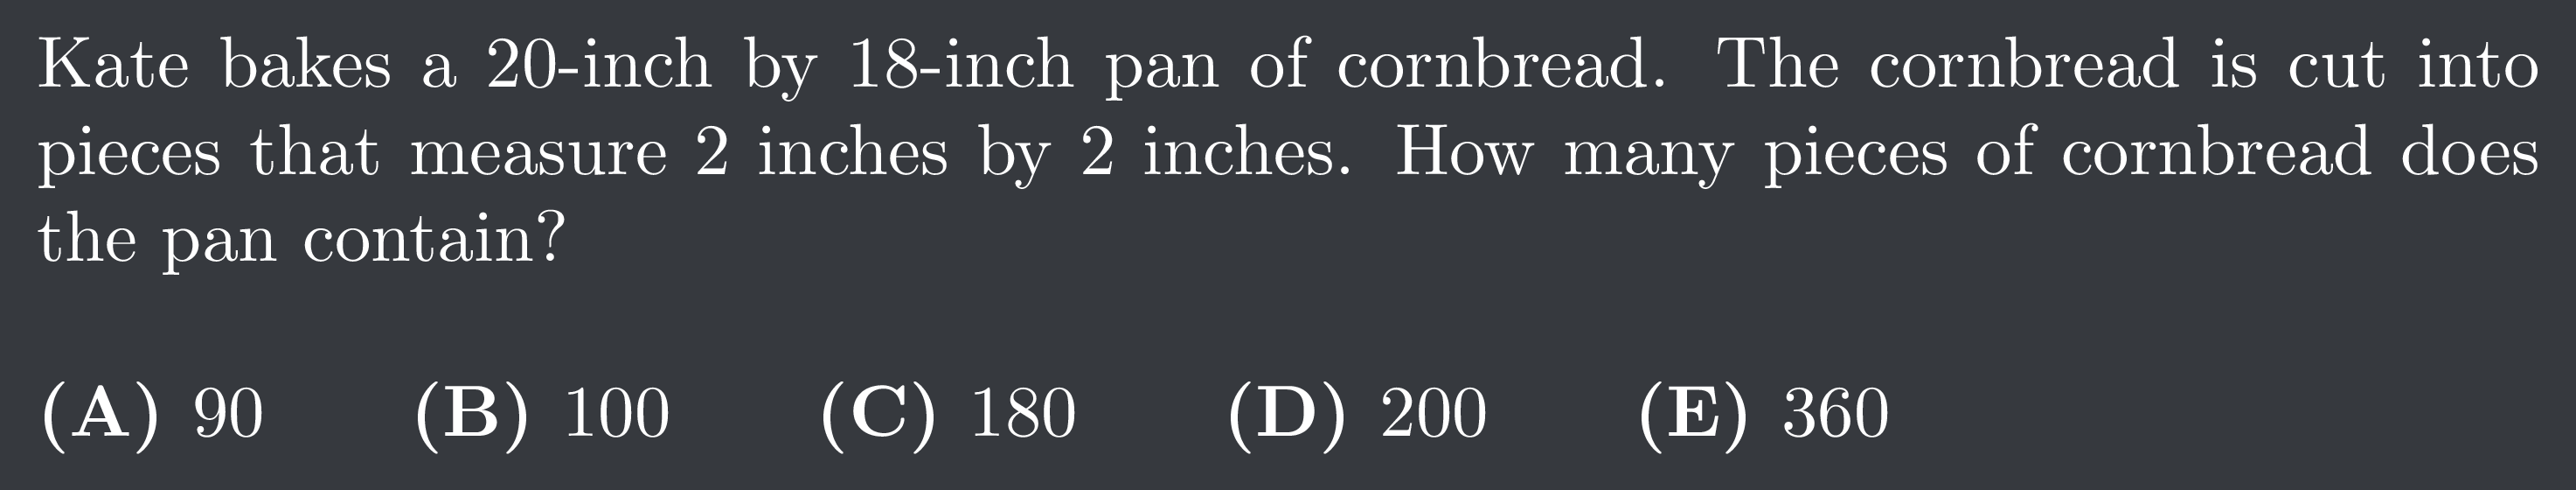 Kate bakes a 20-inch by 18-inch pan of cornbread. The cornbread is cut into
pieces that measure 2 inches by 2 inches. How many pieces of cornbread does
the pan contain?
(A) 90 (B) 100 (C) 180 (D) 200 (E) 360